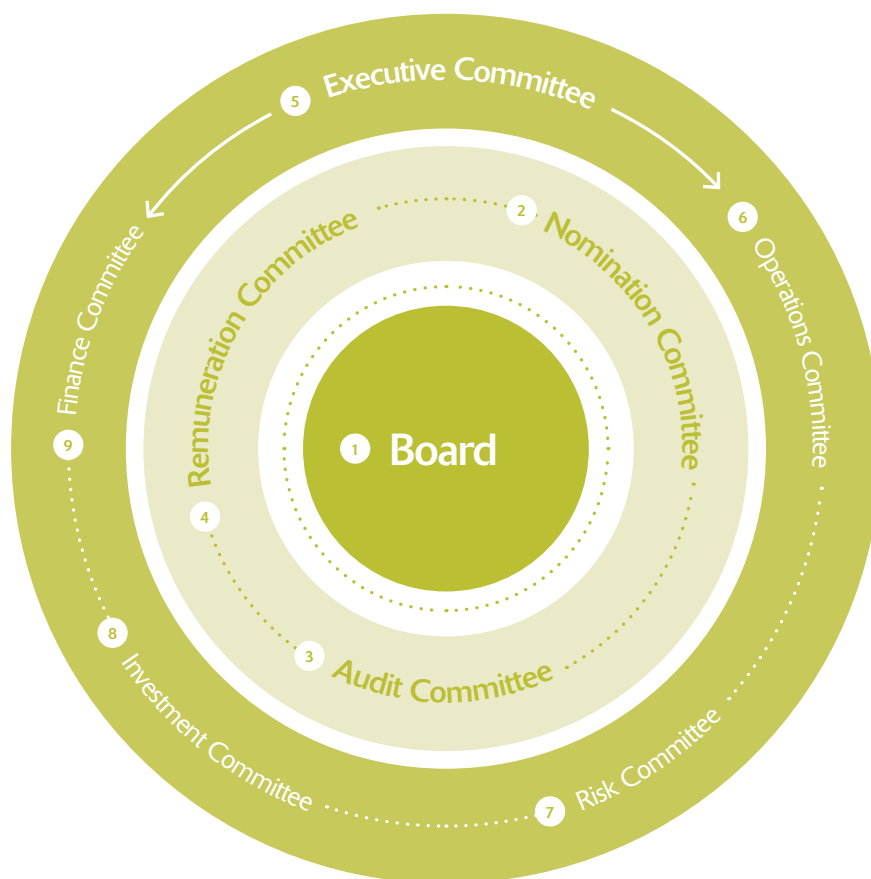 1 Board
2 Nomination Committee
3 Audit Committee
4 Remuneration Committee
5 Executive Committee
6 Operations Committee
7 Risk Committee
8 Investment Committee
9 Finance Committee